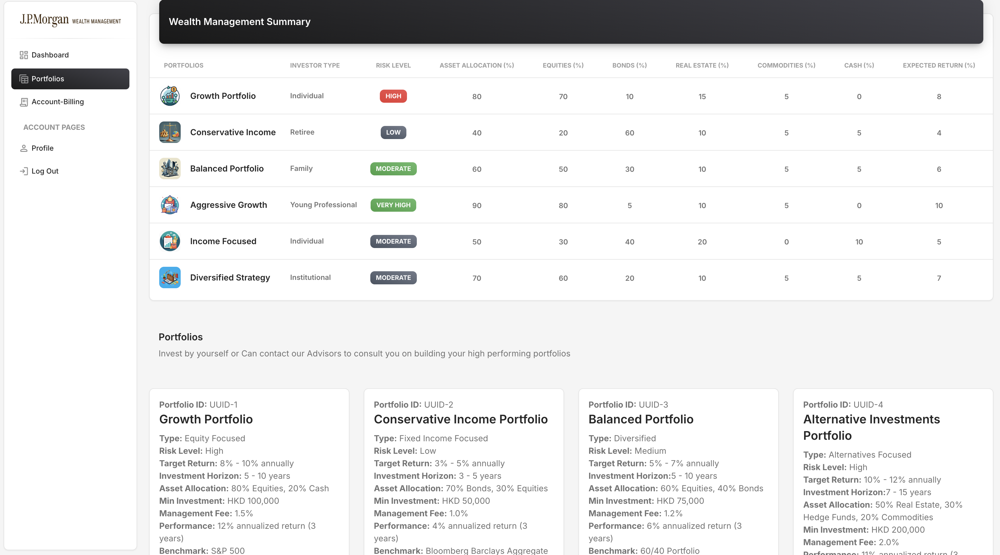 J.P.Morgan WEALTH MANAGEMENT
Dashboard
Portfolios
Account-Billing
ACCOUNT PAGES
Profile
Log Out
Wealth Management Summary
PORTFOLIOS INVESTOR TYPE RISK LEVEL ASSET ALLOCATION (%) EQUITIES (%) BONDS (%) REAL ESTATE (%) COMMODITIES (%) CASH (%) EXPECTED RETURN (%)
Growth Portfolio Individual HIGH 80 70 10 15 5 0 8
Conservative Income Retiree LOW 40 20 60 10 5 5 4
Balanced Portfolio Family MODERATE 60 50 30 10 5 5 6
Aggressive Growth Young Professional VERY HIGH 90 80 5 10 5 0 10
Income Focused Individual MODERATE 50 30 40 20 0 10 5
Diversified Strategy Institutional MODERATE 70 60 20 10 5 5 7
Portfolios
Invest by yourself or Can contact our Advisors to consult you on building your high performing portfolios
Portfolio ID: UUID-1
Growth Portfolio
Type: Equity Focused
Risk Level: High
Target Return: 8% - 10% annually
Investment Horizon: 5 - 10 years
Asset Allocation: 80% Equities, 20% Cash
Min Investment: HKD 100,000
Management Fee: 1.5%
Performance: 12% annualized return (3
years)
Benchmark: S&P 500
Portfolio ID: UUID-2
Conservative Income Portfolio
Type: Fixed Income Focused
Risk Level: Low
Target Return: 3% - 5% annually
Investment Horizon: 3 - 5 years
Asset Allocation: 70% Bonds, 30% Equities
Min Investment: HKD 50,000
Management Fee: 1.0%
Performance: 4% annualized return (3
years)
Benchmark: Bloomberg Barclays Aggregate
Portfolio ID: UUID-3
Balanced Portfolio
Type: Diversified
Risk Level: Medium
Target Return: 5% - 7% annually
Investment Horizon:5 - 10 years
Asset Allocation: 60% Equities, 40% Bonds
Min Investment: HKD 75,000
Management Fee: 1.2%
Performance: 6% annualized return (3
years)
Benchmark: 60/40 Portfolio
Portfolio ID: UUID-4
Alternative Investments
Portfolio
Type: Alternatives Focused
Risk Level: High
Target Return: 10% - 12% annually
Investment Horizon:7 - 15 years
Asset Allocation: 50% Real Estate, 30%
Hedge Funds, 20% Commodities
Min Investment: HKD 200,000
Management Fee: 2.0%
Performance: 11% annualized return (3